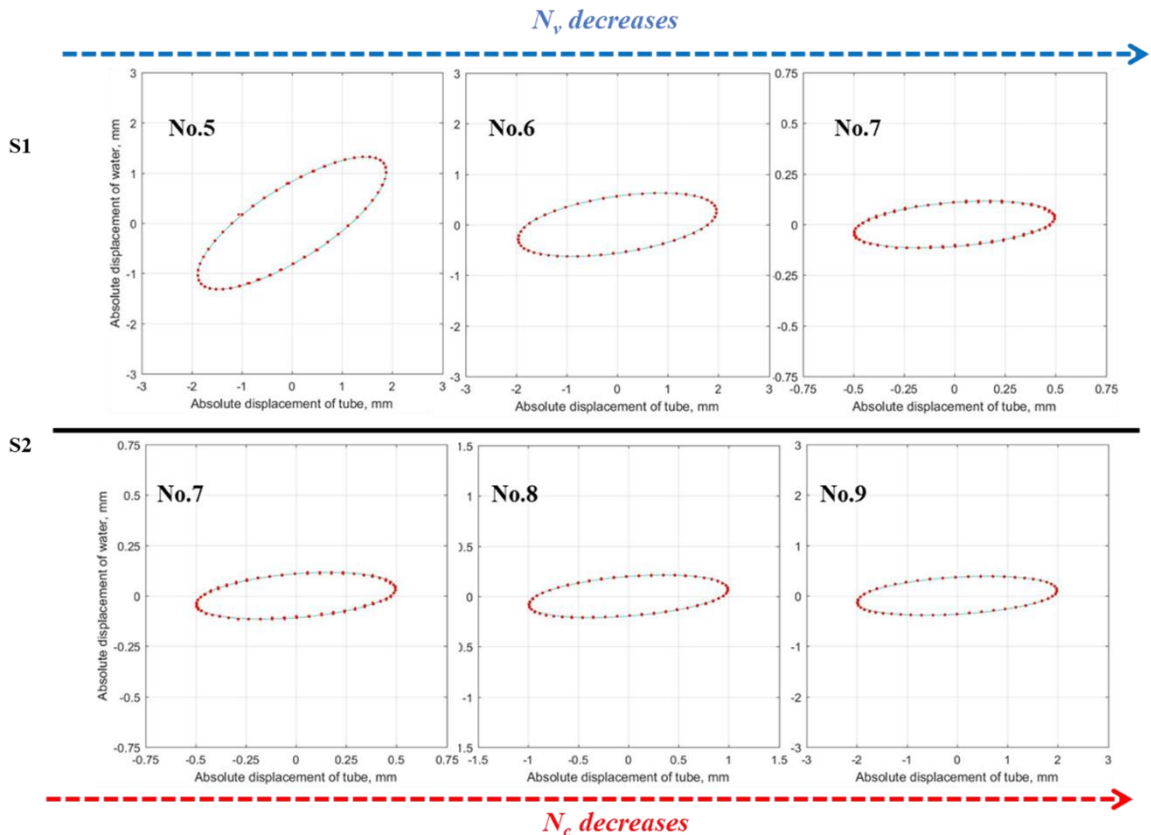 N_v decreases
S1
No.5
Absolute displacement of water, mm
3
2
1
0
-1
-2
-3
-3 -2 -1 0 1 2 3
Absolute displacement of tube, mm
No.6
3
2
1
0
-1
-2
-3
-3 -2 -1 0 1 2 3
Absolute displacement of tube, mm
No.7
0.75
0.5
0.25
0
-0.25
-0.5
-0.75
-0.75 -0.5 -0.25 0 0.25 0.5 0.75
Absolute displacement of tube, mm
S2
No.7
Absolute displacement of water, mm
0.75
0.5
0.25
0
-0.25
-0.5
-0.75
-0.75 -0.5 -0.25 0 0.25 0.5 0.75
Absolute displacement of tube, mm
No.8
1.5
1
0.5
0
0.5
1
1.5
-1.5 -1 -0.5 0 0.5 1 1.5
Absolute displacement of tube, mm
No.9
3
2
1
0
-1
-2
-3
-3 -2 -1 0 1 2 3
Absolute displacement of tube, mm
N_c decreases